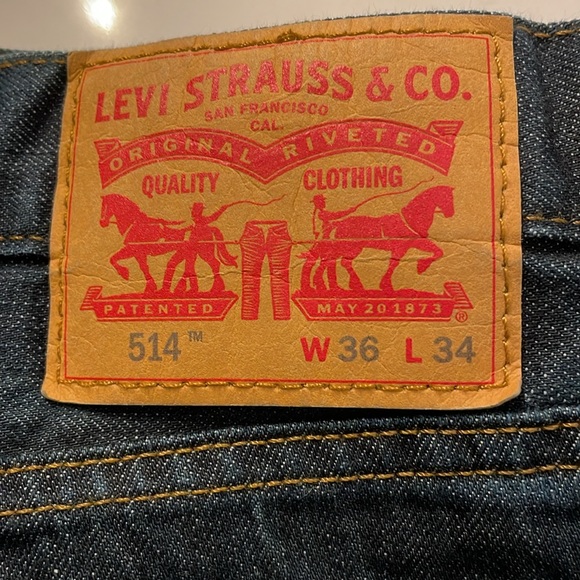 LEVI STRAUSS & CO.
SAN FRANCISCO
CAL.
ORIGINAL RIVETED
QUALITY CLOTHING
PATENTED MAY 20 1873 ®
514™ W 36 L 34